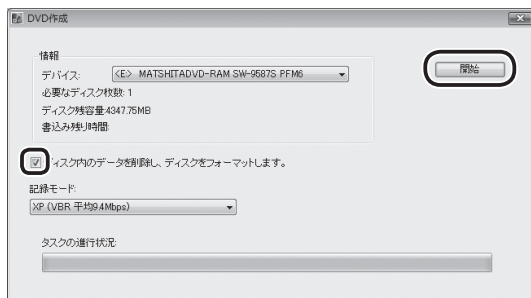 DVD作成
情報
デバイス: <E> MATSHITADVD-RAM SW-9587S PFM6
必要なディスク枚数: 1
ディスク残容量:4347.75MB
書込み残り時間:
開始
ィスク内のデータを削除し、ディスクをフォーマットします。
記録モード:
XP (VBR 平均9.4Mbps)
タスクの進行状況: